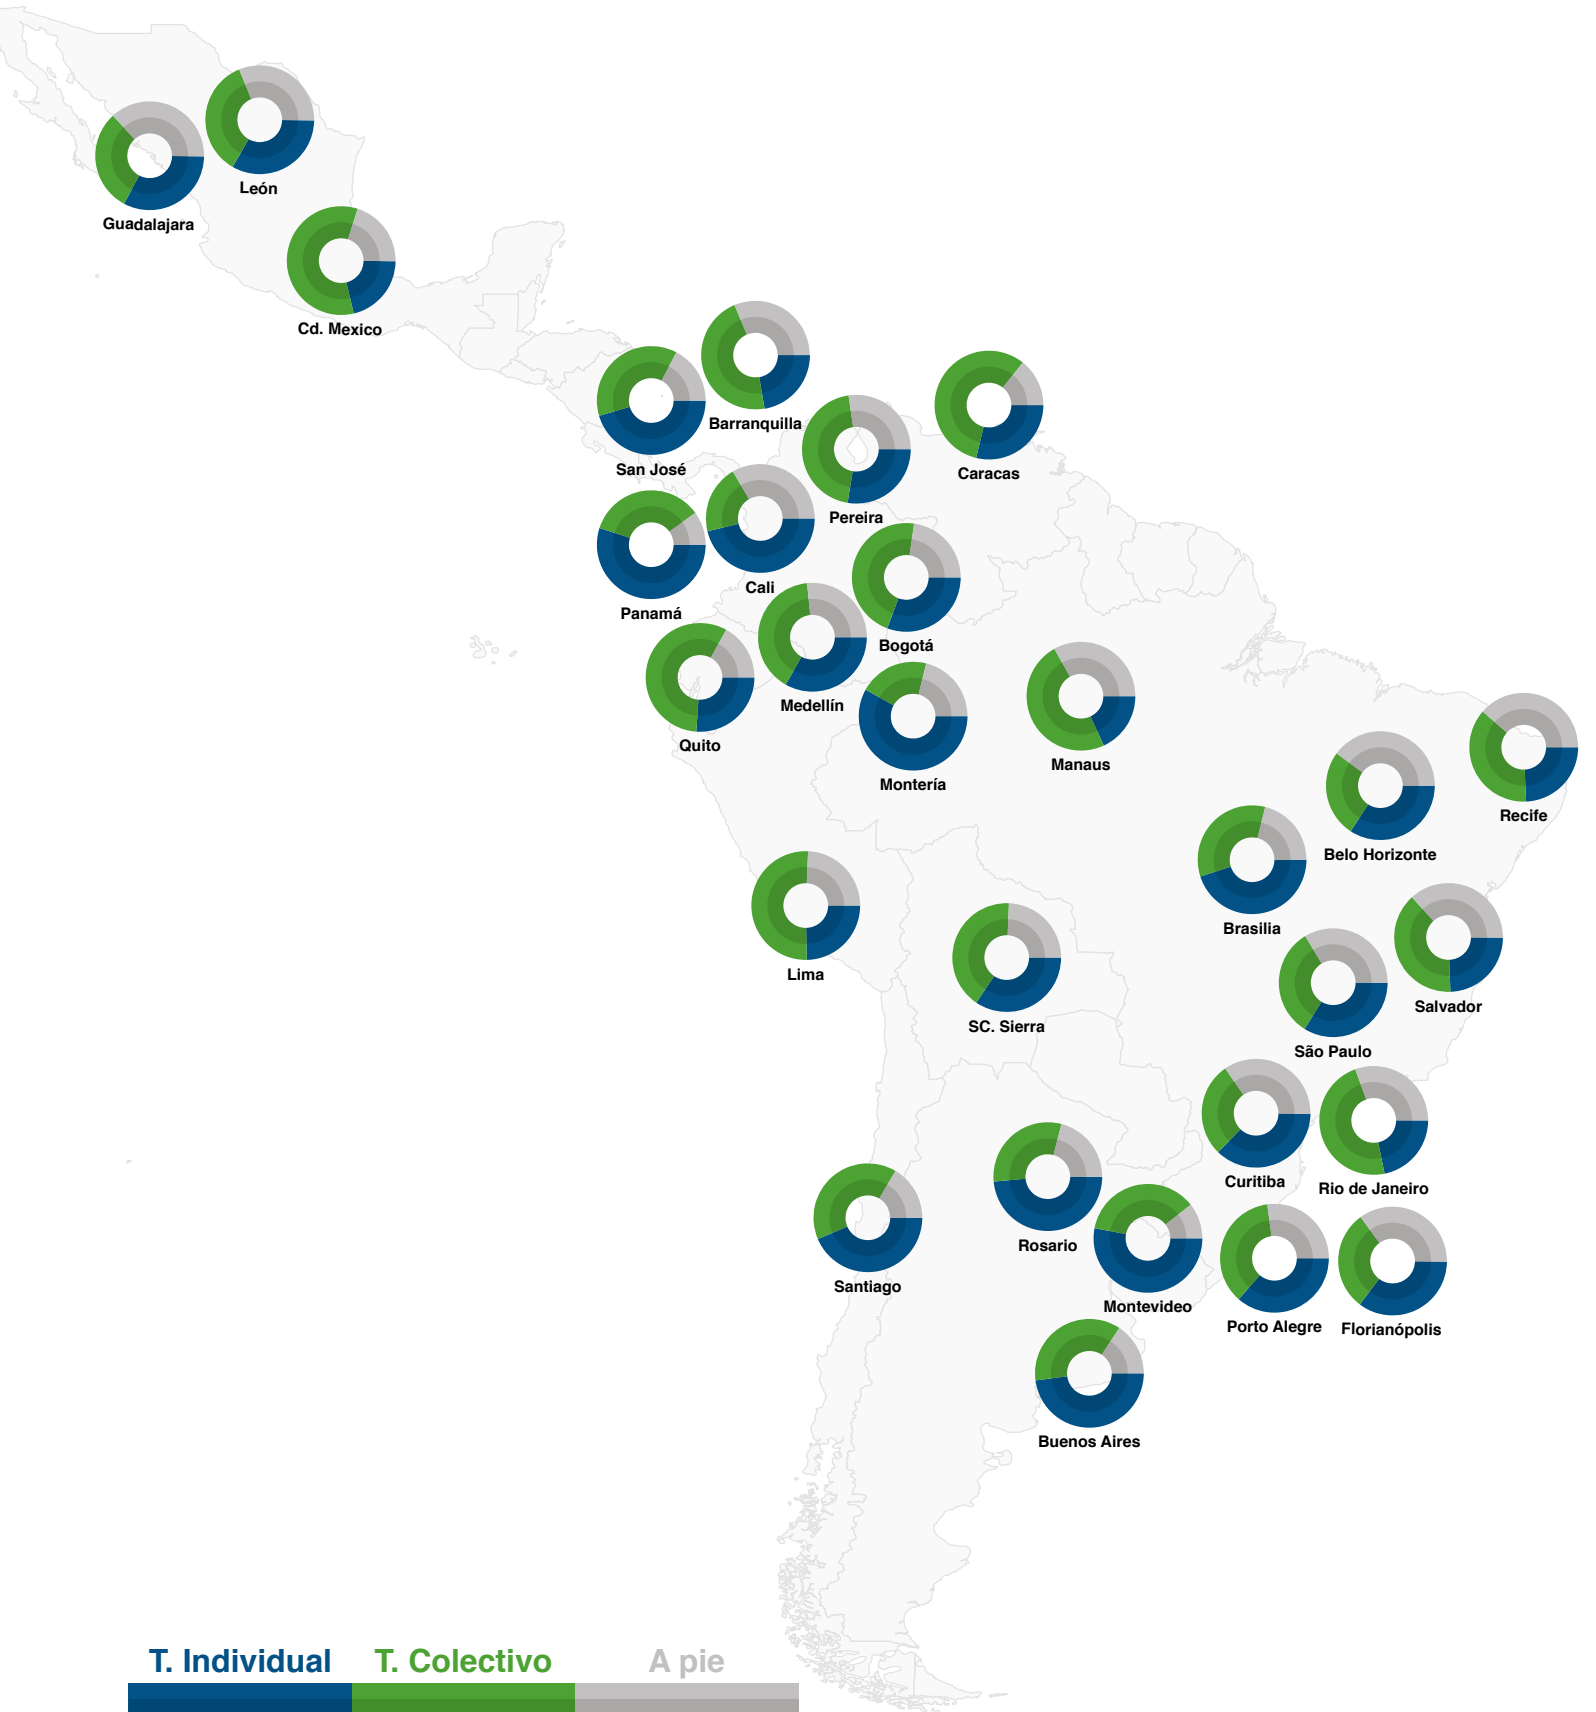 León
Guadalajara
Cd. Mexico
Barranquilla
San José
Caracas
Pereira
Cali
Panamá
Bogotá
Medellín
Quito
Manaus
Montería
Recife
Belo Horizonte
Brasilia
Lima
Salvador
SC. Sierra
São Paulo
Curitiba
Rio de Janeiro
Rosario
Santiago
Montevideo
Porto Alegre
Florianópolis
Buenos Aires
T. Individual T. Colectivo A pie